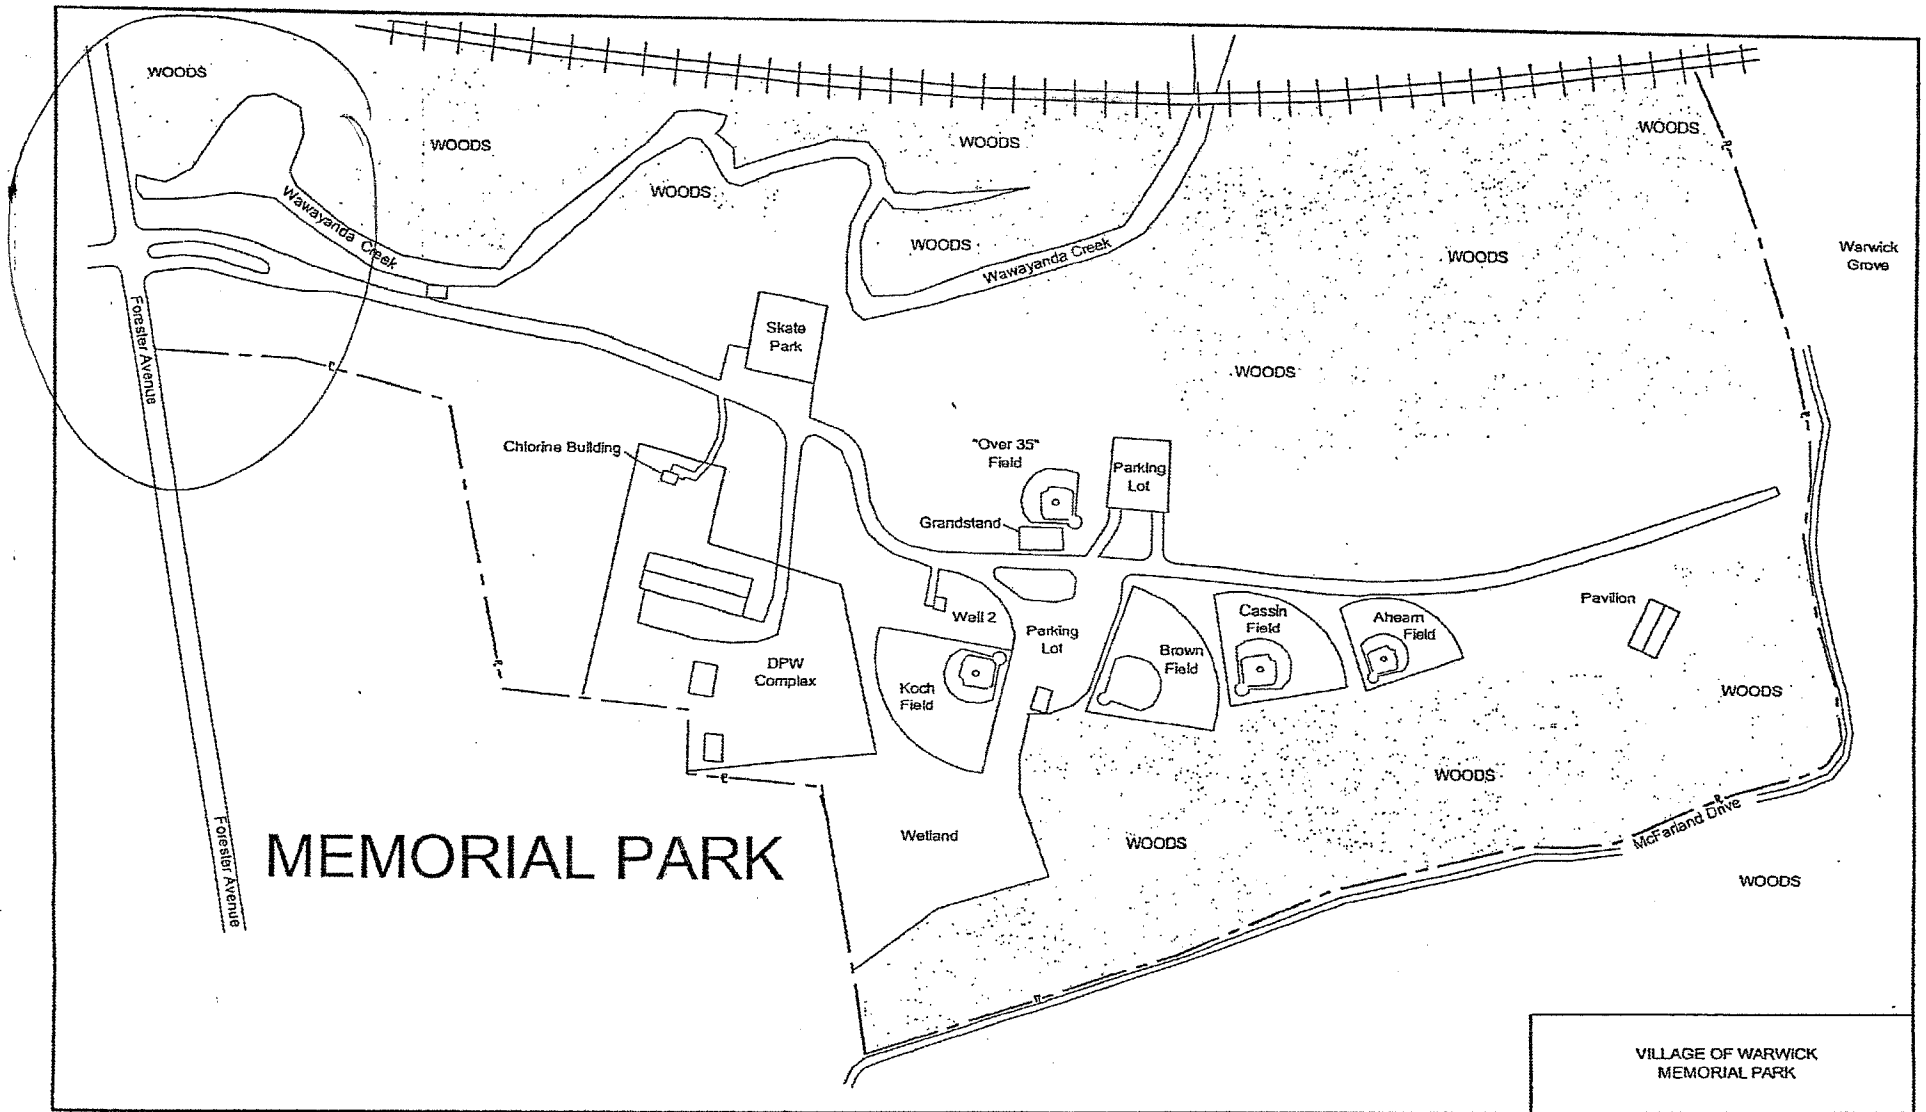 WOODS
WOODS
WOODS
WOODS
WOODS
Wawayanda Creek
WOODS
Wawayanda Creek
WOODS
Warwick
Grove
Forester Avenue
Skate
Park
WOODS
Chlorine Building
"Over 35"
Field
Parking
Lot
Grandstand
Well 2
Parking
Lot
Cassin
Field
Ahearn
Field
Pavilion
Brown
Field
DPW
Complex
Koch
Field
WOODS
WOODS
McFarland Drive
Wetland
WOODS
WOODS
Forester Avenue
MEMORIAL PARK
VILLAGE OF WARWICK
MEMORIAL PARK